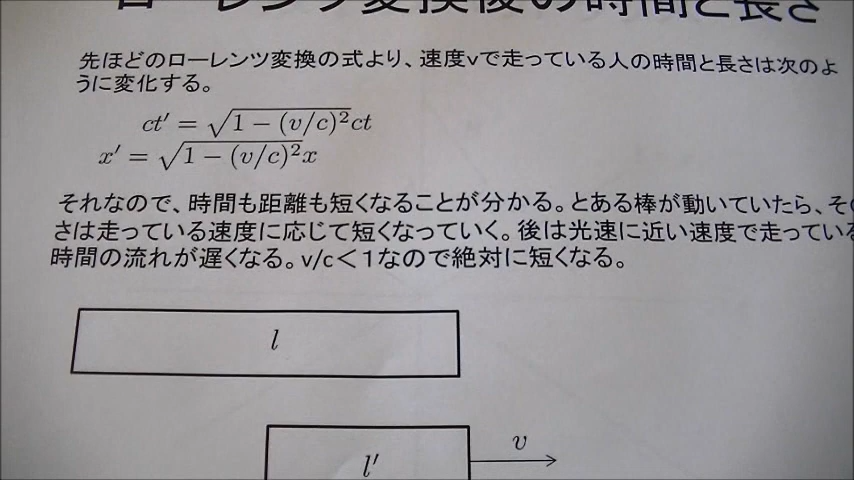 ローレンツ変換後の時間と長さ
先ほどのローレンツ変換の式より、速度vで走っている人の時間と長さは次のよ
うに変化する。
ct′ = √1 − (v/c)²ct
x′ = √1 − (v/c)²x
それなので、時間も距離も短くなることが分かる。とある棒が動いていたら、その
さは走っている速度に応じて短くなっていく。後は光速に近い速度で走っている
時間の流れが遅くなる。v/c＜１なので絶対に短くなる。
l
v
l′